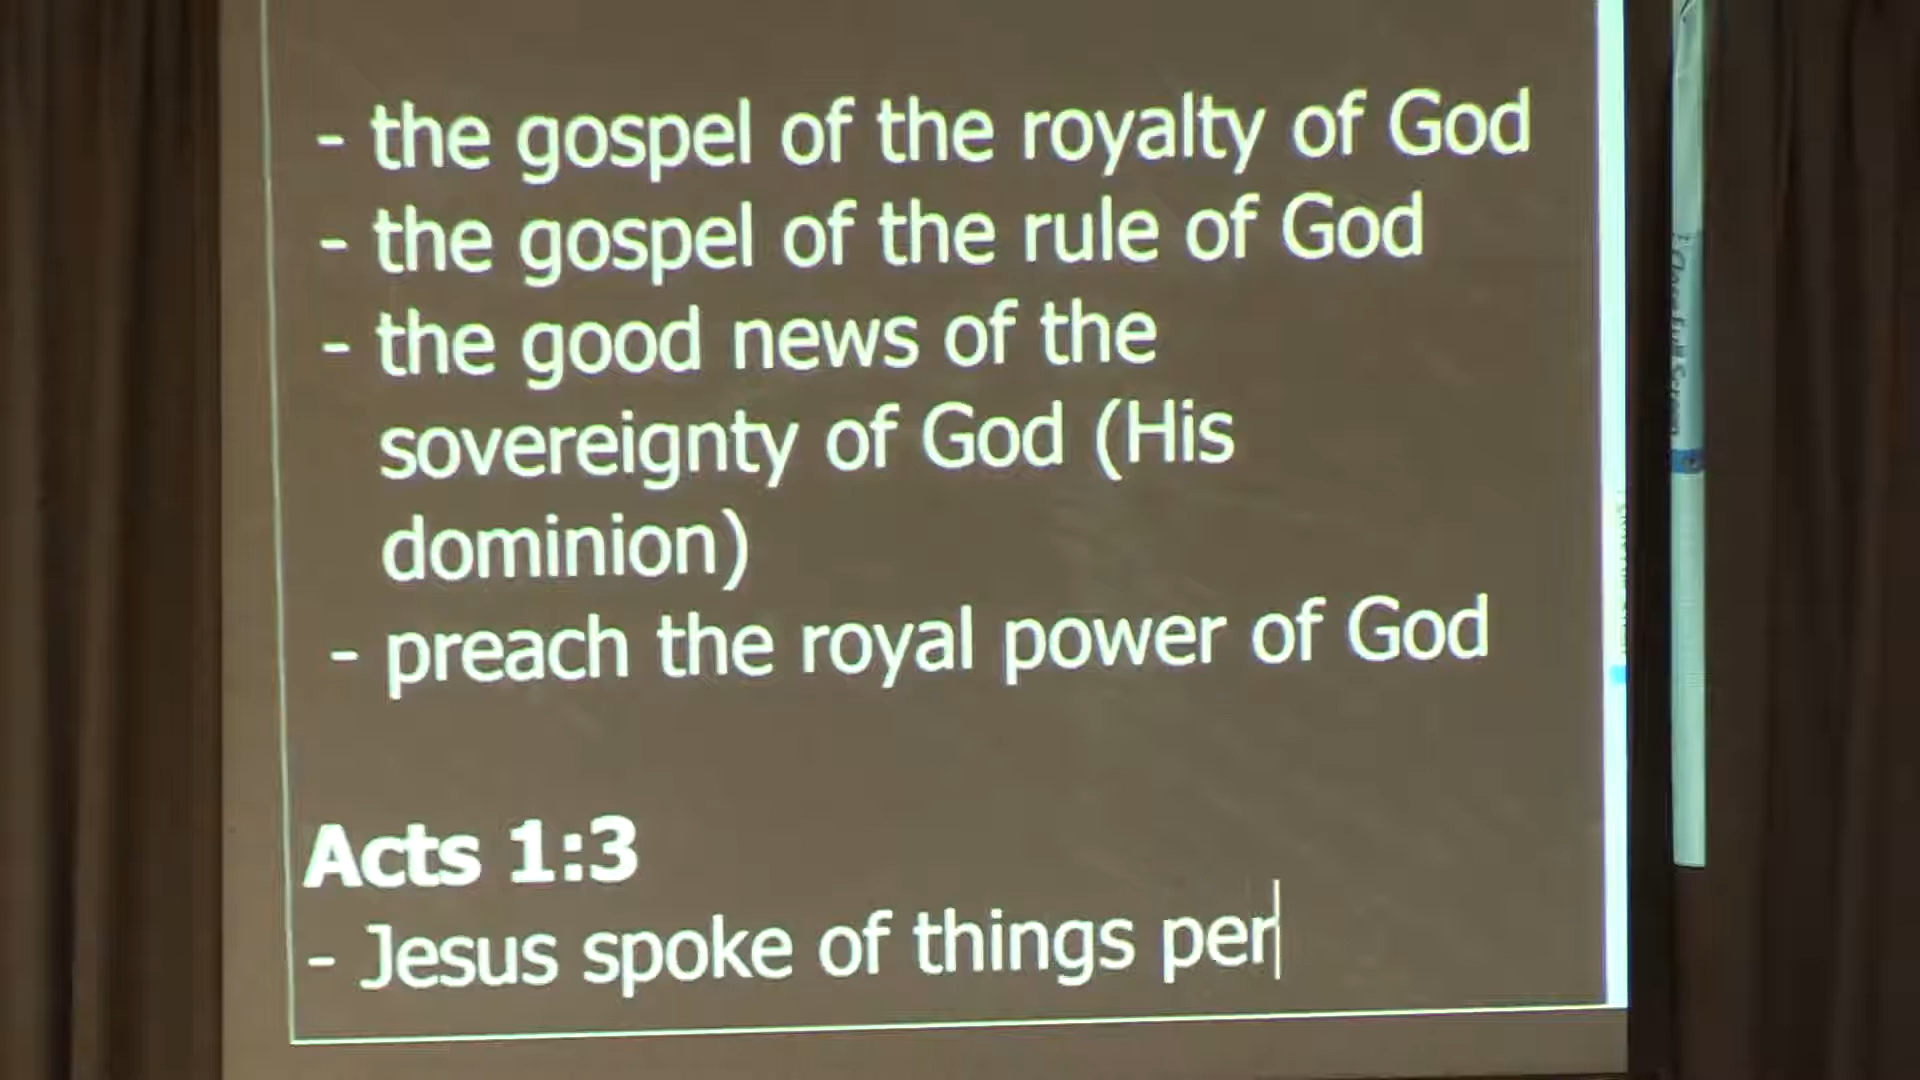 - the gospel of the royalty of God
- the gospel of the rule of God
- the good news of the
sovereignty of God (His
dominion)
- preach the royal power of God
Acts 1:3
- Jesus spoke of things per